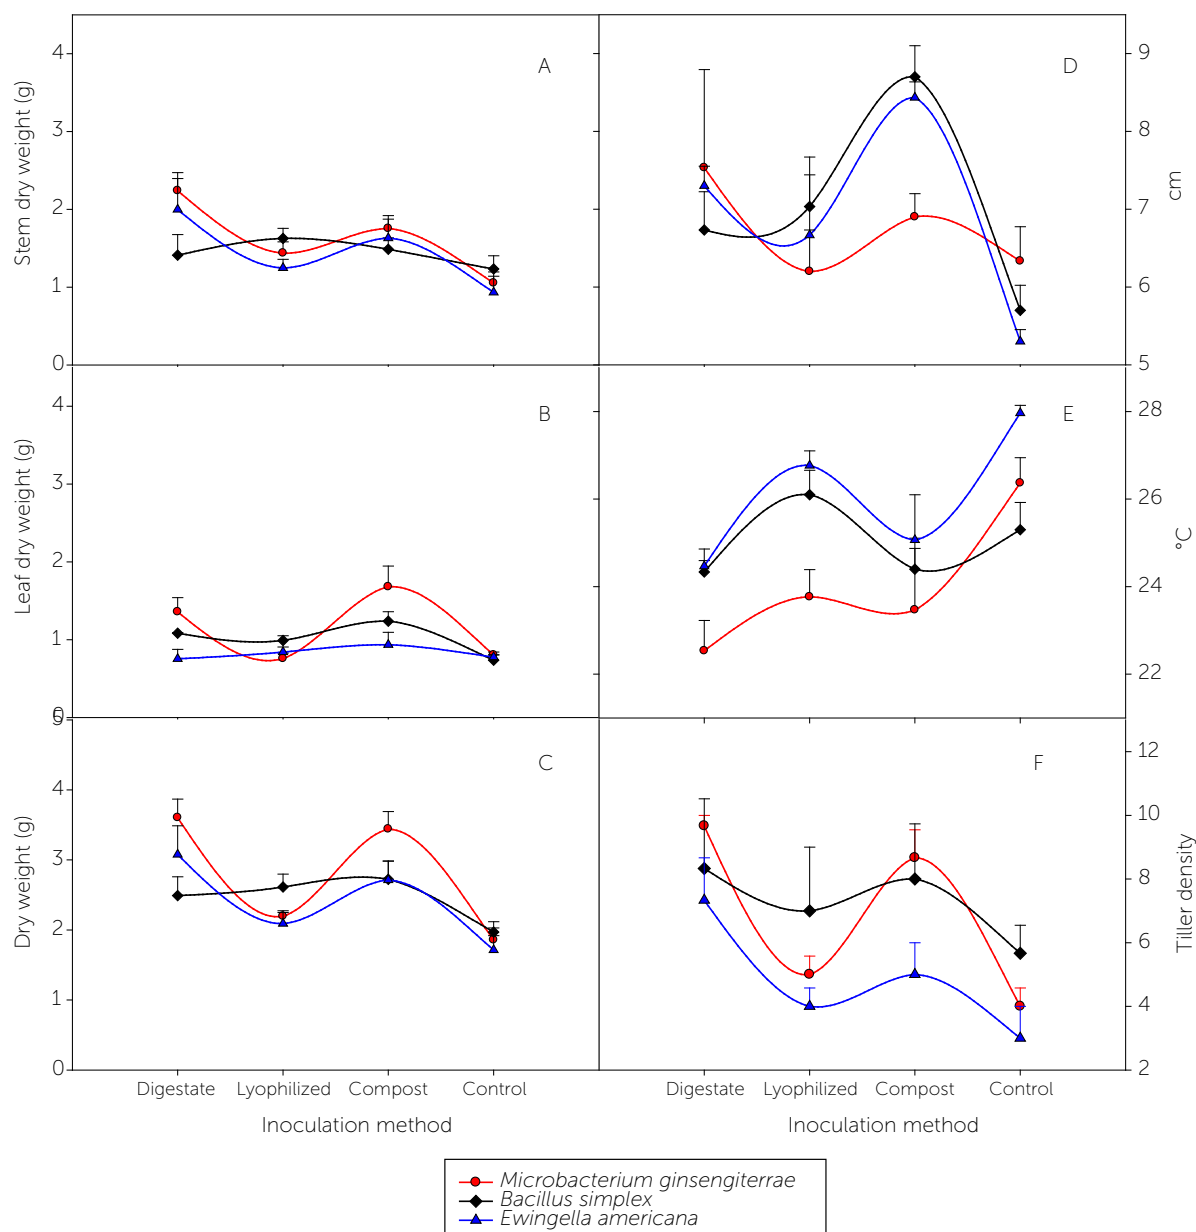 4
3
2
1
0
Stem dry weight (g)
A
D
9
8
7
6
5
cm
4
3
2
1
0
Leaf dry weight (g)
B
E
28
26
24
22
°C
5
4
3
2
1
0
Dry weight (g)
C
F
12
10
8
6
4
2
Tiller density
Digestate Lyophilized Compost Control
Digestate Lyophilized Compost Control
Inoculation method
Inoculation method
Microbacterium ginsengiterrae
Bacillus simplex
Ewingella americana